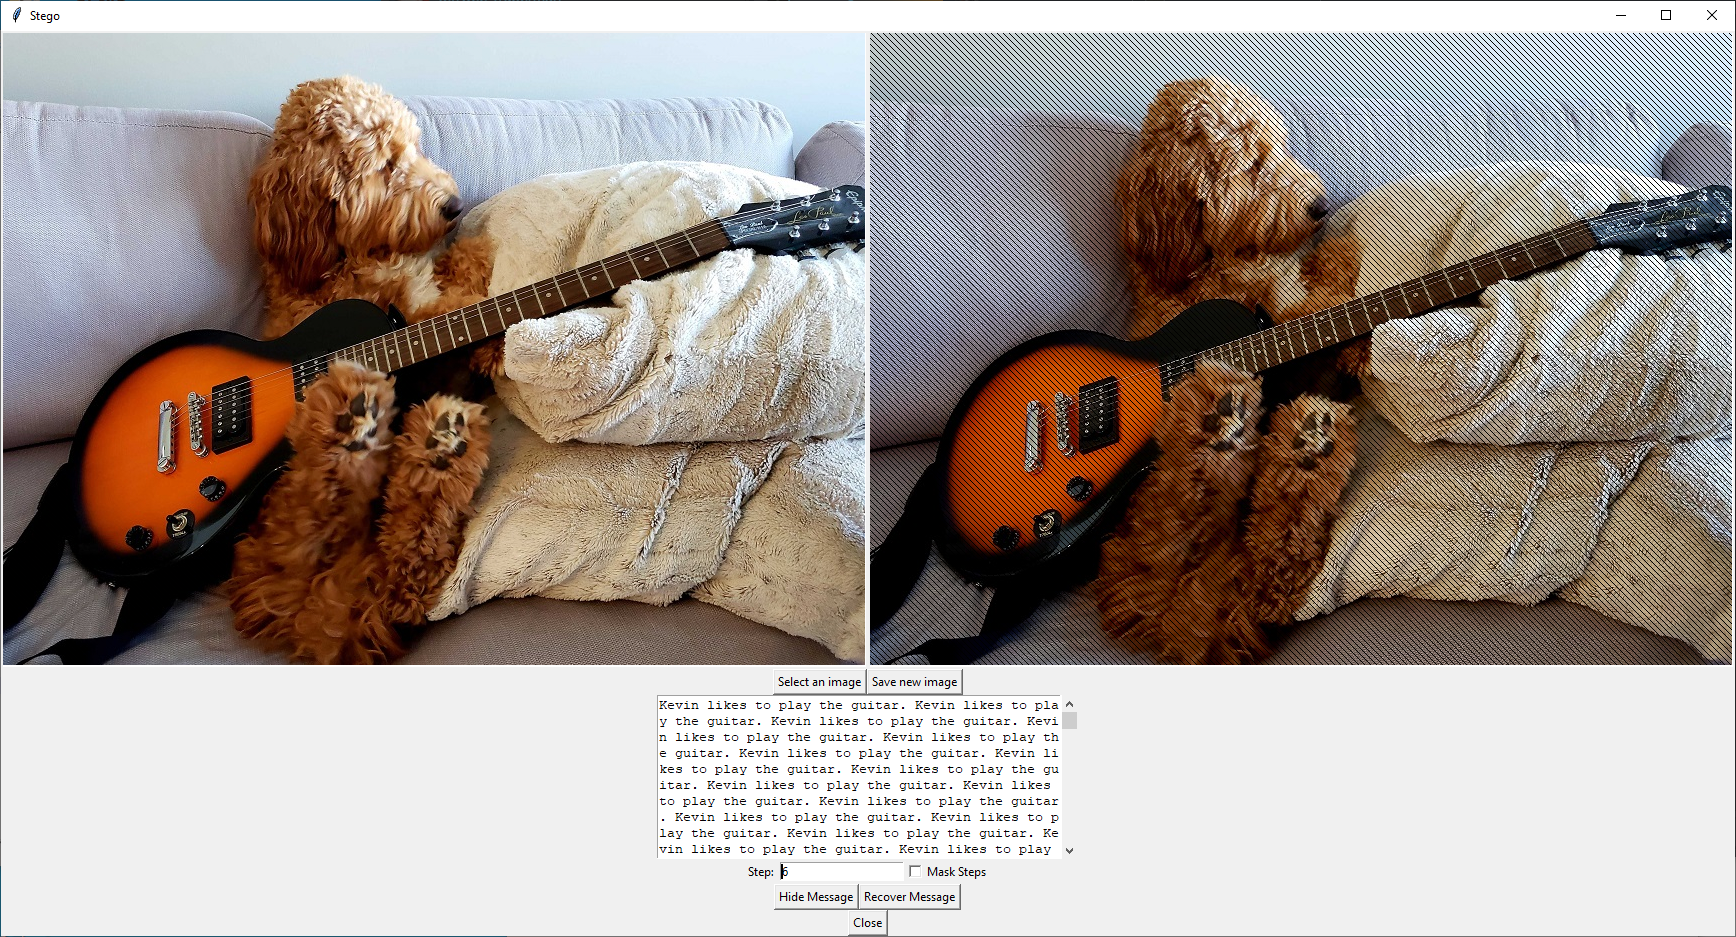 Stego
Les Paul
Les Paul
Select an image Save new image
Kevin likes to play the guitar. Kevin likes to pla
y the guitar. Kevin likes to play the guitar. Kevi
n likes to play the guitar. Kevin likes to play th
e guitar. Kevin likes to play the guitar. Kevin li
kes to play the guitar. Kevin likes to play the gu
itar. Kevin likes to play the guitar. Kevin likes
to play the guitar. Kevin likes to play the guitar
. Kevin likes to play the guitar. Kevin likes to p
lay the guitar. Kevin likes to play the guitar. Ke
vin likes to play the guitar. Kevin likes to play
Step: 6 Mask Steps
Hide Message Recover Message
Close